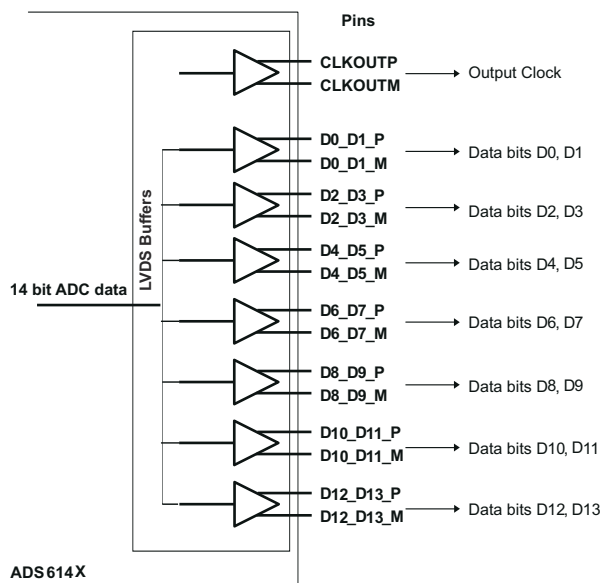 Pins
CLKOUTP
CLKOUTM
Output Clock
D0_D1_P
D0_D1_M
Data bits D0, D1
D2_D3_P
D2_D3_M
Data bits D2, D3
D4_D5_P
D4_D5_M
Data bits D4, D5
LVDS Buffers
14 bit ADC data
D6_D7_P
D6_D7_M
Data bits D6, D7
D8_D9_P
D8_D9_M
Data bits D8, D9
D10_D11_P
D10_D11_M
Data bits D10, D11
D12_D13_P
D12_D13_M
Data bits D12, D13
ADS614X